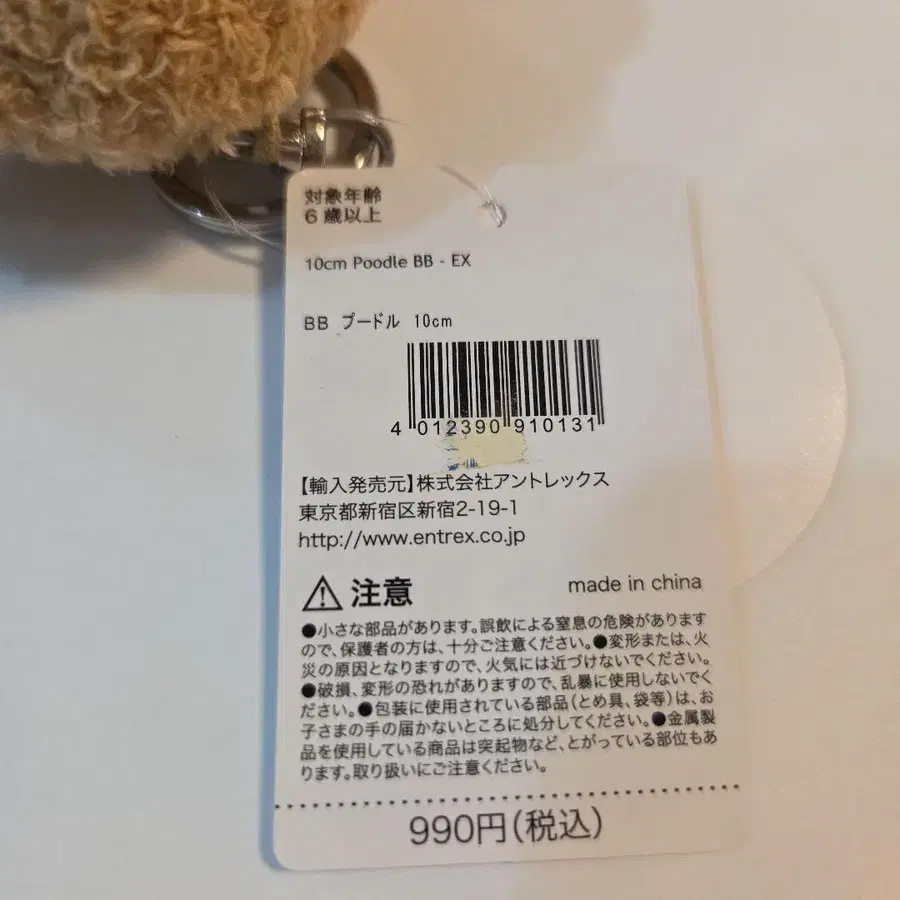 対象年齢
6歳以上
10cm Poodle BB - EX
BB プードル 10cm
4 012390 910131
【輸入発売元】株式会社アントレックス
東京都新宿区新宿2-19-1
http://www.entrex.co.jp
注意 made in china
●小さな部品があります。誤飲による窒息の危険があります
ので、保護者の方は、十分ご注意ください。●変形または、火
災の原因となりますので、火気には近づけないでください。
●破損、変形の恐れがありますので、乱暴に使用しないでく
ださい。●包装に使用されている部品(とめ具、袋等)は、お
子さまの手の届かないところに処分してください。●金属製
品を使用している商品は突起物など、とがっている部位もあ
ります。取り扱いにご注意ください。
990円(税込)